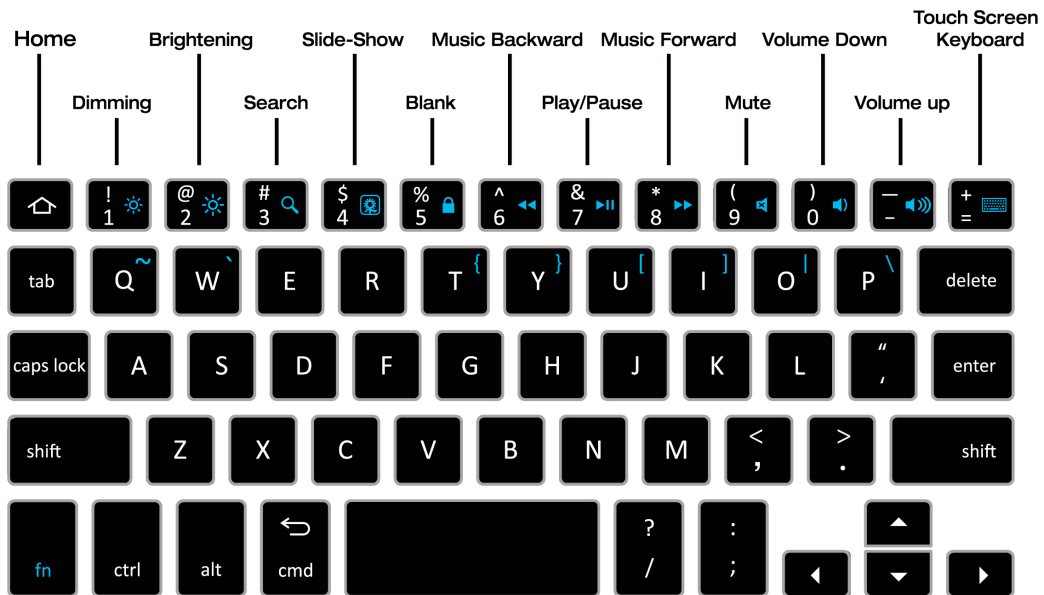 Touch Screen
Home Brightening Slide-Show Music Backward Music Forward Volume Down Keyboard
Dimming Search Blank Play/Pause Mute Volume up
! @ # $ % ^ & * ( ) — +
1 2 3 4 5 6 7 8 9 0 – =
tab Q ~ W ` E R T { Y } U [ I ] O | P \ delete
caps lock A S D F G H J K L " ' enter
shift Z X C V B N M < , > . shift
? :
fn ctrl alt cmd / ;